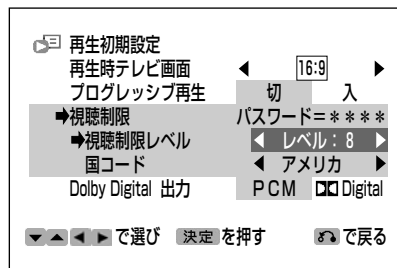 再生初期設定
再生時テレビ画面 ◀ 16:9 ▶
プログレッシブ再生 切 入
➡視聴制限 パスワード=＊＊＊＊
➡視聴制限レベル ◀ レベル：8 ▶
国コード ◀ アメリカ ▶
Dolby Digital 出力 PCM Digital
▼▲◀▶で選び 決定を押す で戻る